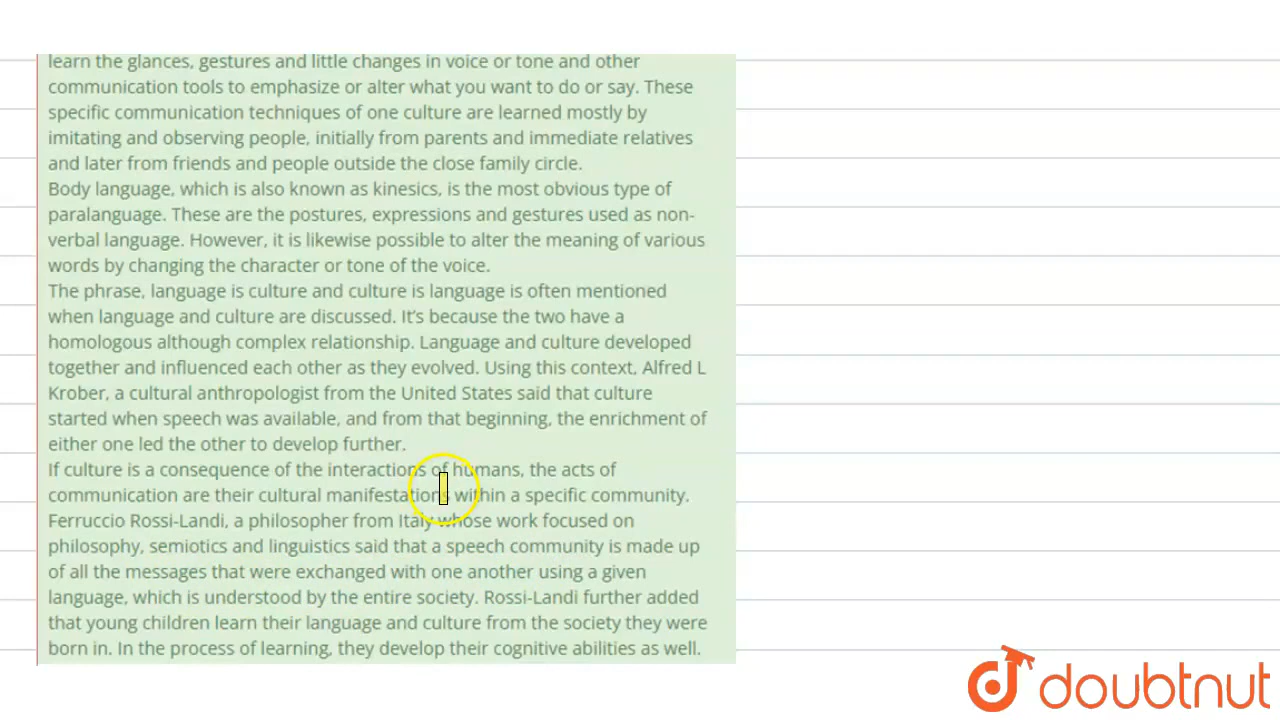 learn the glances, gestures and little changes in voice or tone and other
communication tools to emphasize or alter what you want to do or say. These
specific communication techniques of one culture are learned mostly by
imitating and observing people, initially from parents and immediate relatives
and later from friends and people outside the close family circle.
Body language, which is also known as kinesics, is the most obvious type of
paralanguage. These are the postures, expressions and gestures used as non-
verbal language. However, it is likewise possible to alter the meaning of various
words by changing the character or tone of the voice.
The phrase, language is culture and culture is language is often mentioned
when language and culture are discussed. It’s because the two have a
homologous although complex relationship. Language and culture developed
together and influenced each other as they evolved. Using this context, Alfred L
Krober, a cultural anthropologist from the United States said that culture
started when speech was available, and from that beginning, the enrichment of
either one led the other to develop further.
If culture is a consequence of the interactions of humans, the acts of
communication are their cultural manifestations within a specific community.
Ferruccio Rossi-Landi, a philosopher from Italy whose work focused on
philosophy, semiotics and linguistics said that a speech community is made up
of all the messages that were exchanged with one another using a given
language, which is understood by the entire society. Rossi-Landi further added
that young children learn their language and culture from the society they were
born in. In the process of learning, they develop their cognitive abilities as well.
doubtnut